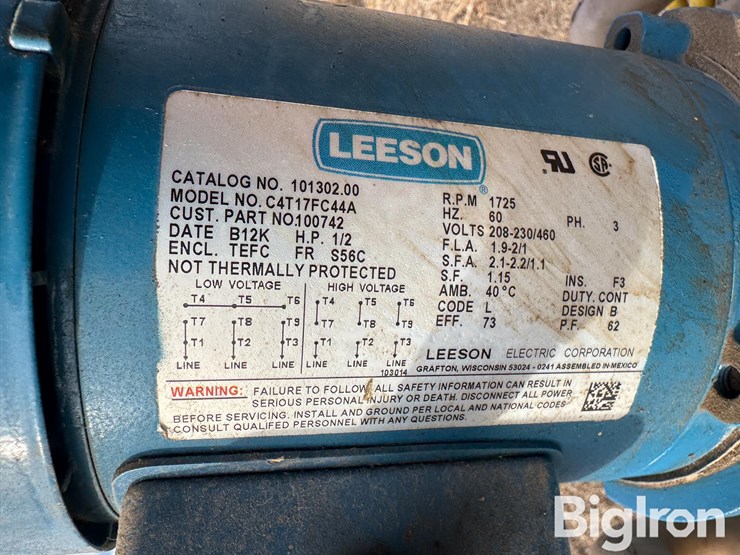 LEESON
®
CATALOG NO. 101302.00
MODEL NO. C4T17FC44A
CUST. PART NO. 100742
DATE B12K H.P. 1/2
ENCL. TEFC FR S56C
NOT THERMALLY PROTECTED
R.P.M 1725
HZ. 60 PH. 3
VOLTS 208-230/460
F.L.A. 1.9-2/1
S.F.A. 2.1-2.2/1.1
S.F. 1.15 INS. F3
AMB. 40°C DUTY. CONT
CODE L DESIGN B
EFF. 73 P.F. 62
LOW VOLTAGE HIGH VOLTAGE
T4 T5 T6 T4 T5 T6
T7 T8 T9 T7 T8 T9
T1 T2 T3 T1 T2 T3
LINE LINE LINE LINE LINE LINE
103014
LEESON ELECTRIC CORPORATION
GRAFTON, WISCONSIN 53024 - 0241 ASSEMBLED IN MEXICO
WARNING: FAILURE TO FOLLOW ALL SAFETY INFORMATION CAN RESULT IN
SERIOUS PERSONAL INJURY OR DEATH. DISCONNECT ALL POWER
BEFORE SERVICING. INSTALL AND GROUND PER LOCAL AND NATIONAL CODES
CONSULT QUALIFED PERSONNEL WITH ANY QUESTIONS.
BigIron